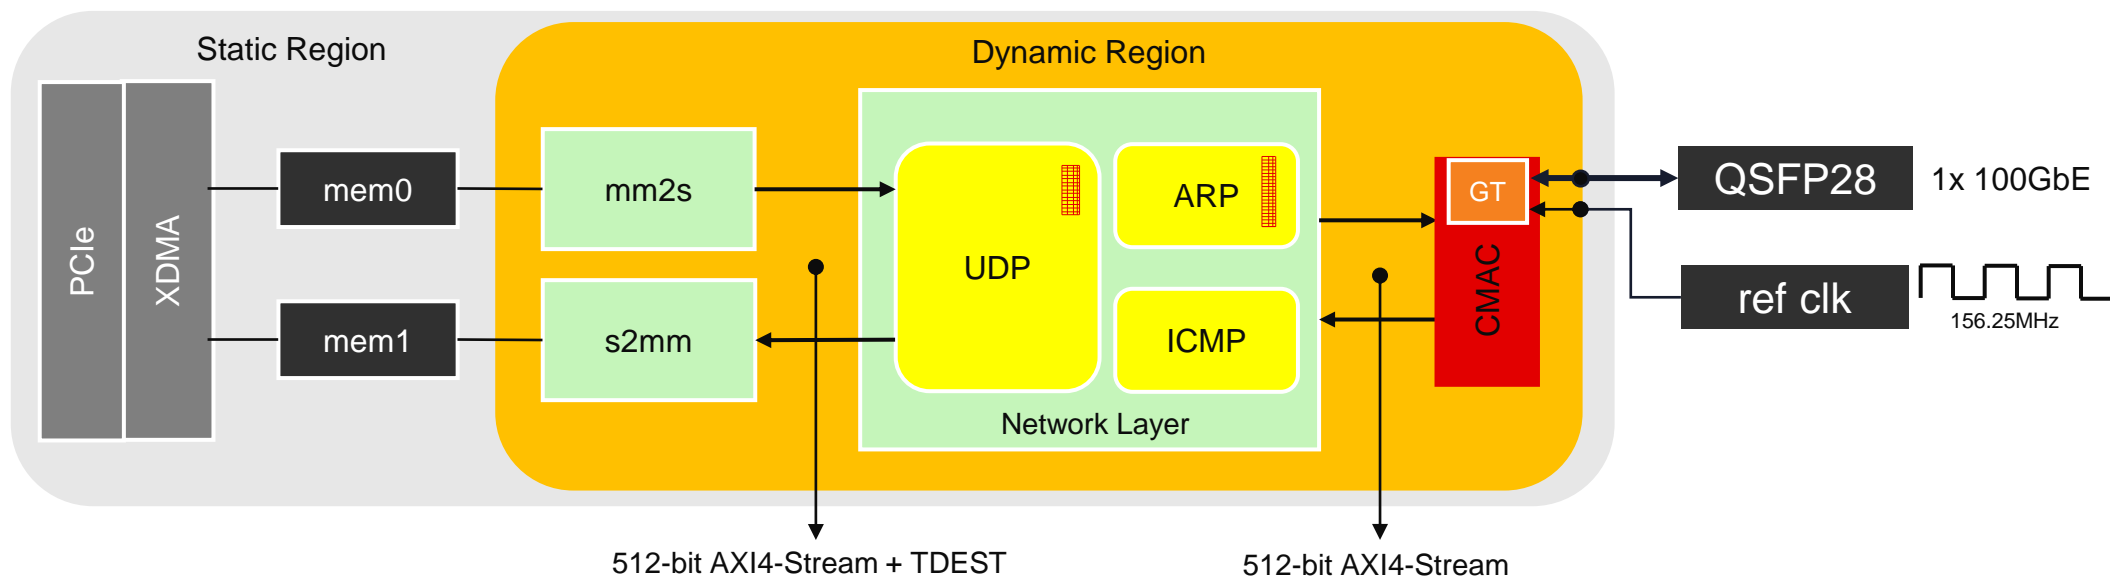 Static Region
Dynamic Region
PCIe
XDMA
mem0
mem1
mm2s
s2mm
UDP
ARP
ICMP
Network Layer
GT
CMAC
QSFP28
1x 100GbE
ref clk
156.25MHz
512-bit AXI4-Stream + TDEST
512-bit AXI4-Stream